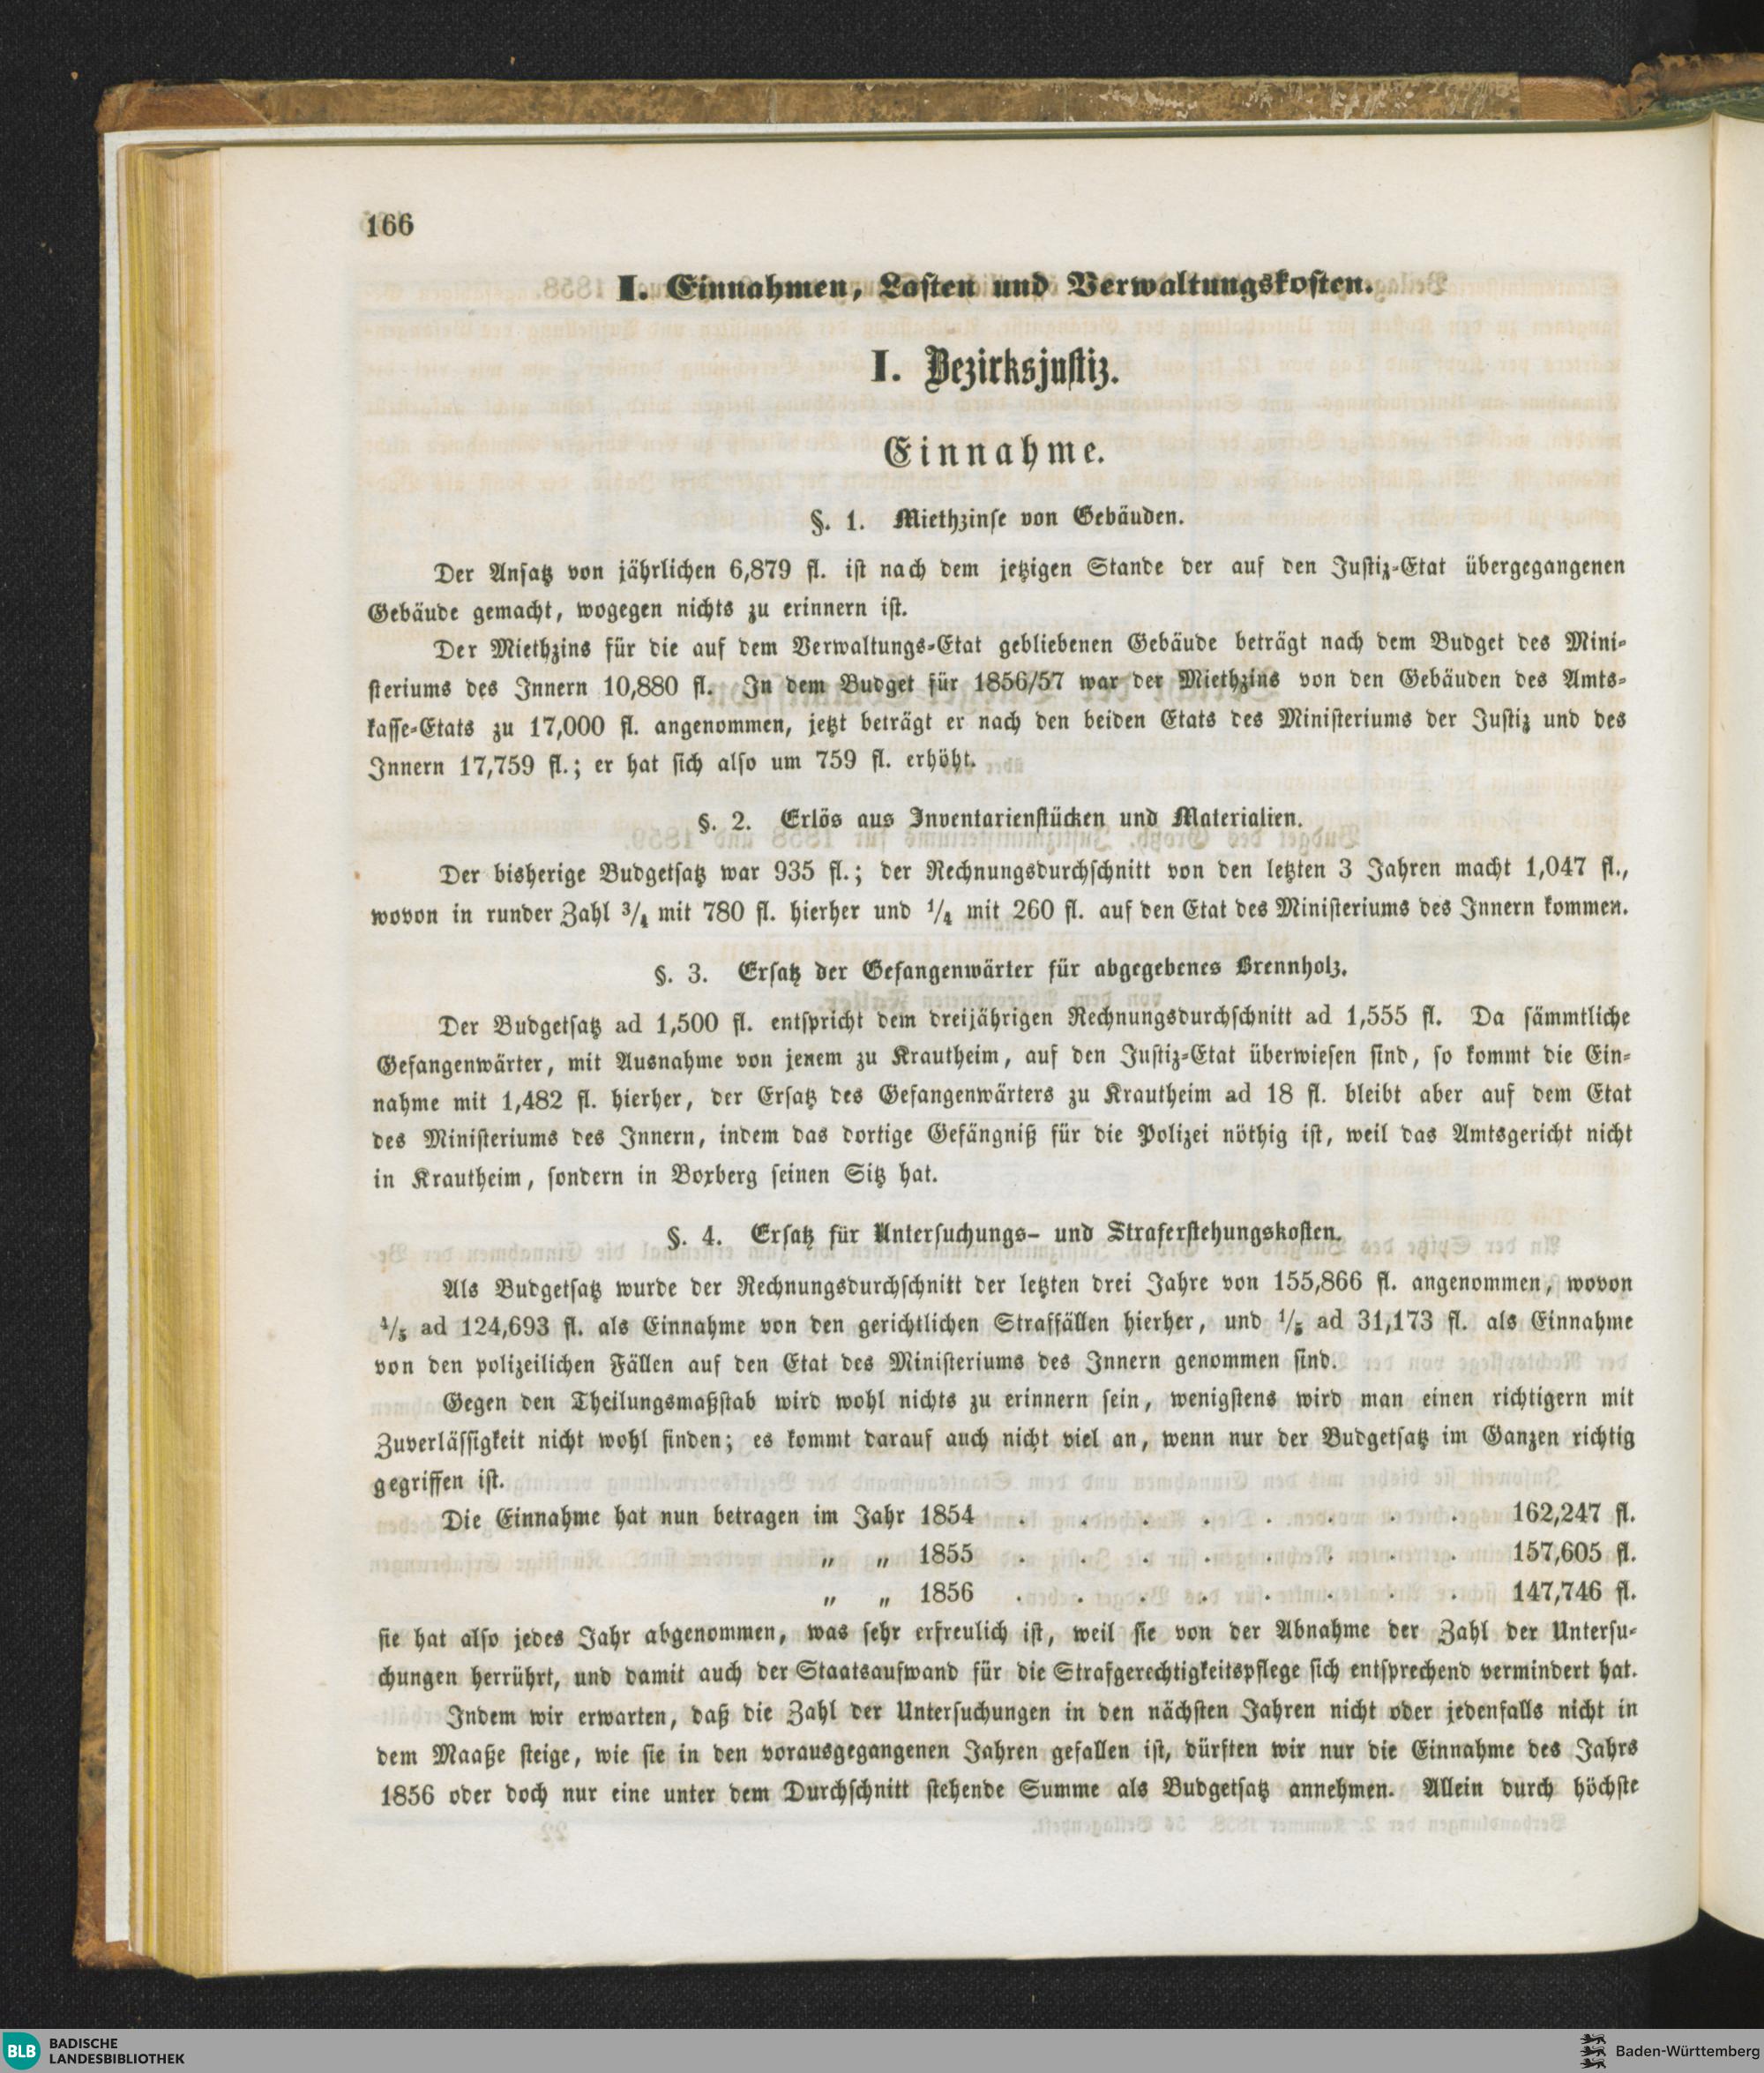 166
I. Einnahmen, Lasten und Verwaltungskosten.
I. Bezirksjustiz.
Einnahme.
§. 1. Miethzinse von Gebäuden.
Der Ansatz von jährlichen 6,879 fl. ist nach dem jetzigen Stande der auf den Justiz-Etat übergegangenen
Gebäude gemacht, wogegen nichts zu erinnern ist.
Der Miethzins für die auf dem Verwaltungs-Etat gebliebenen Gebäude beträgt nach dem Budget des Mini-
steriums des Innern 10,880 fl. In dem Budget für 1856/57 war der Miethzins von den Gebäuden des Amts-
kasse-Etats zu 17,000 fl. angenommen, jetzt beträgt er nach den beiden Etats des Ministeriums der Justiz und des
Innern 17,759 fl.; er hat sich also um 759 fl. erhöht.
§. 2. Erlös aus Inventarienstücken und Materialien.
Der bisherige Budgetsatz war 935 fl.; der Rechnungsdurchschnitt von den letzten 3 Jahren macht 1,047 fl.,
wovon in runder Zahl 3/4 mit 780 fl. hierher und 1/4 mit 260 fl. auf den Etat des Ministeriums des Innern kommen.
§. 3. Ersatz der Gefangenwärter für abgegebenes Brennholz.
Der Budgetsatz ad 1,500 fl. entspricht dem dreijährigen Rechnungsdurchschnitt ad 1,555 fl. Da sämmtliche
Gefangenwärter, mit Ausnahme von jenem zu Krautheim, auf den Justiz-Etat überwiesen sind, so kommt die Ein-
nahme mit 1,482 fl. hierher, der Ersatz des Gefangenwärters zu Krautheim ad 18 fl. bleibt aber auf dem Etat
des Ministeriums des Innern, indem das dortige Gefängniß für die Polizei nöthig ist, weil das Amtsgericht nicht
in Krautheim, sondern in Boxberg seinen Sitz hat.
§. 4. Ersatz für Untersuchungs- und Straferstehungskosten.
Als Budgetsatz wurde der Rechnungsdurchschnitt der letzten drei Jahre von 155,866 fl. angenommen, wovon
4/5 ad 124,693 fl. als Einnahme von den gerichtlichen Straffällen hierher, und 1/5 ad 31,173 fl. als Einnahme
von den polizeilichen Fällen auf den Etat des Ministeriums des Innern genommen sind.
Gegen den Theilungsmaßstab wird wohl nichts zu erinnern sein, wenigstens wird man einen richtigern mit
Zuverlässigkeit nicht wohl finden; es kommt darauf auch nicht viel an, wenn nur der Budgetsatz im Ganzen richtig
gegriffen ist.
Die Einnahme hat nun betragen im Jahr 1854 . . . . . . . . 162,247 fl.
„ „ 1855 . . . . . . . . 157,605 fl.
„ „ 1856 . . . . . . . . 147,746 fl.
sie hat also jedes Jahr abgenommen, was sehr erfreulich ist, weil sie von der Abnahme der Zahl der Untersu-
chungen herrührt, und damit auch der Staatsaufwand für die Strafgerechtigkeitspflege sich entsprechend vermindert hat.
Indem wir erwarten, daß die Zahl der Untersuchungen in den nächsten Jahren nicht oder jedenfalls nicht in
dem Maaße steige, wie sie in den vorausgegangenen Jahren gefallen ist, dürften wir nur die Einnahme des Jahrs
1856 oder doch nur eine unter dem Durchschnitt stehende Summe als Budgetsatz annehmen. Allein durch höchste
BLB BADISCHE
LANDESBIBLIOTHEK
Baden-Württemberg